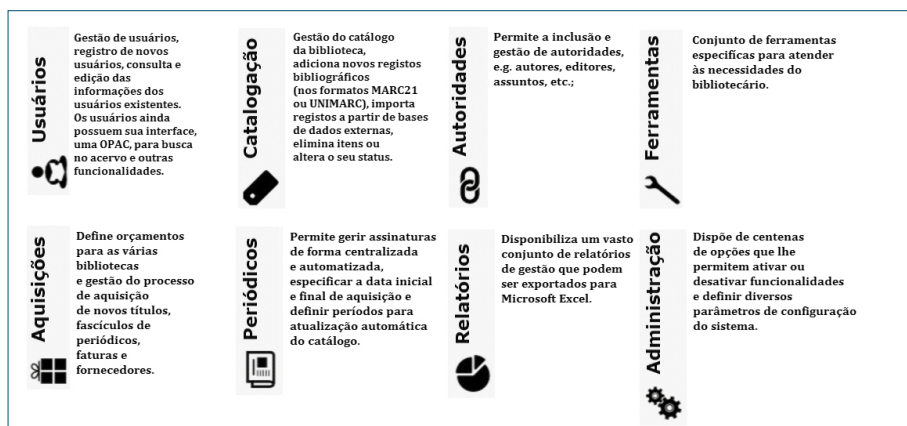 Usuários
Gestão de usuários,
registro de novos
usuários, consulta e
edição das
informações dos
usuários existentes.
Os usuários ainda
possuem sua interface,
uma OPAC, para busca
no acervo e outras
funcionalidades.
Catalogação
Gestão do catálogo
da biblioteca,
adiciona novos registos
bibliográficos
(nos formatos MARC21
ou UNIMARC), importa
registos a partir de bases
de dados externas,
elimina itens ou
altera o seu status.
Autoridades
Permite a inclusão e
gestão de autoridades,
e.g. autores, editores,
assuntos, etc.;
Ferramentas
Conjunto de ferramentas
especifícas para atender
às necessidades do
bibliotecário.
Aquisições
Define orçamentos
para as várias
bibliotecas
e gestão do processo
de aquisição
de novos títulos,
fascículos de
periódicos,
faturas e
fornecedores.
Periódicos
Permite gerir assinaturas
de forma centralizada
e automatizada,
especificar a data inicial
e final de aquisição e
definir períodos para
atualização automática
do catálogo.
Relatórios
Disponibiliza um vasto
conjunto de relatórios
de gestão que podem
ser exportados para
Microsoft Excel.
Administração
Dispõe de centenas
de opções que lhe
permitem ativar ou
desativar funcionalidades
e definir diversos
parâmetros de configuração
do sistema.